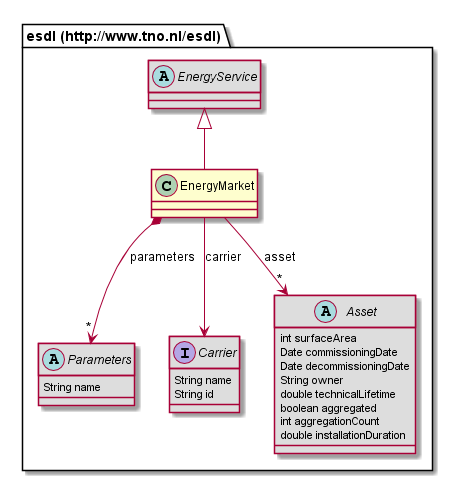 esdl (http://www.tno.nl/esdl)
A EnergyService
C EnergyMarket
parameters
carrier
asset
*
*
A Parameters
String name
I Carrier
String name
String id
A Asset
int surfaceArea
Date commissioningDate
Date decommissioningDate
String owner
double technicalLifetime
boolean aggregated
int aggregationCount
double installationDuration